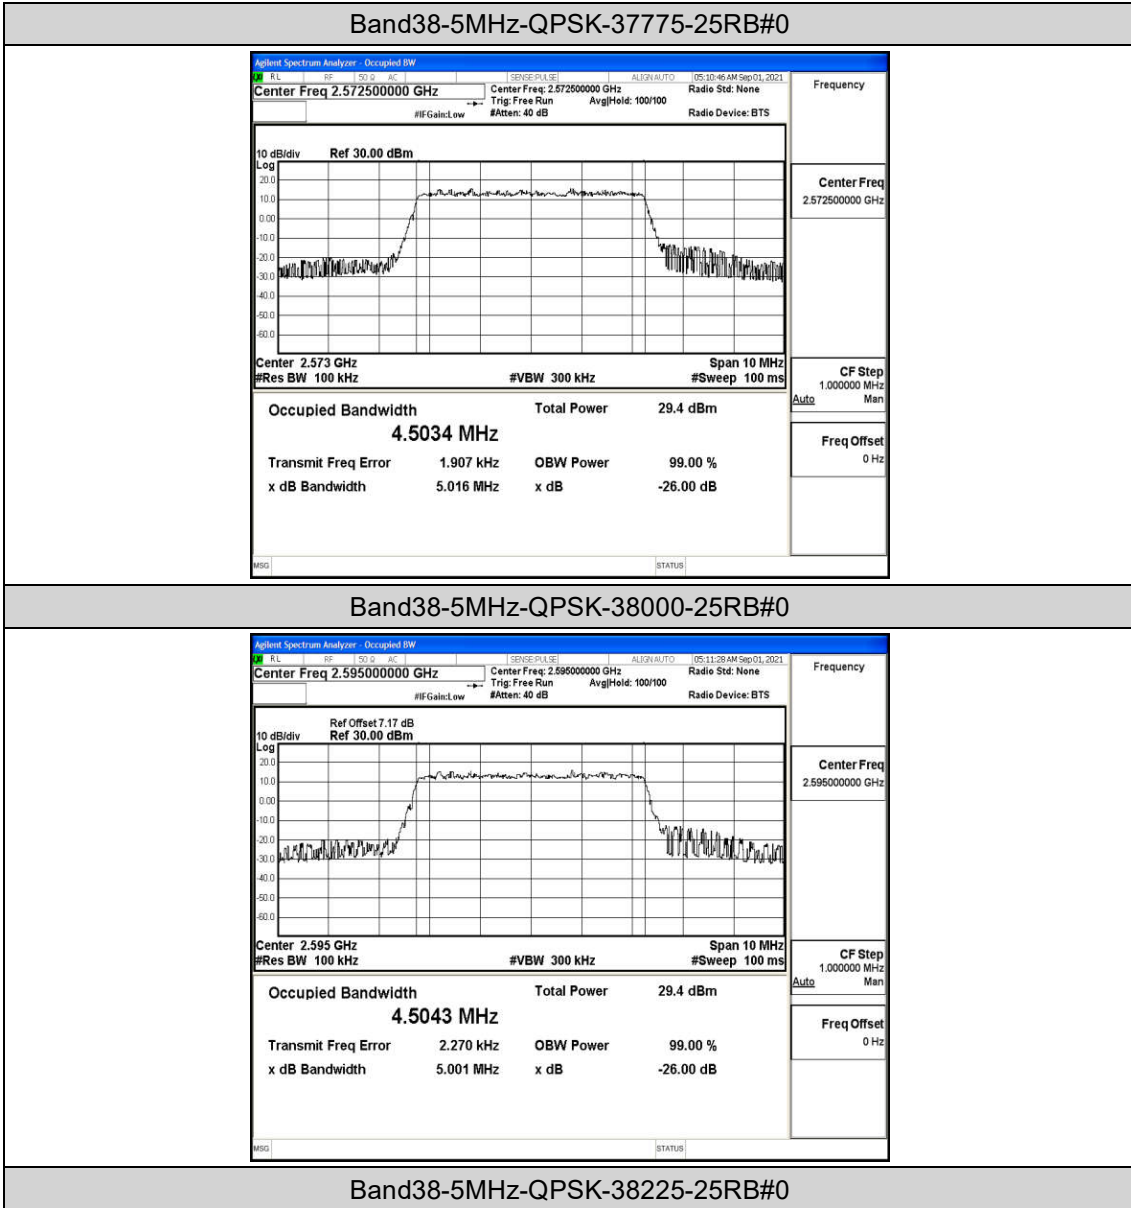 Band38-5MHz-QPSK-37775-25RB#0
Agilent Spectrum Analyzer - Occupied BW
RL RF 50 Ω AC SENSE:PULSE ALIGN AUTO 05:10:46 AM Sep 01, 2021
Center Freq 2.572500000 GHz Center Freq: 2.572500000 GHz Radio Std: None Frequency
Trig: Free Run Avg|Hold: 100/100
#IFGain:Low #Atten: 40 dB Radio Device: BTS
10 dB/div Ref 30.00 dBm
Log
20.0
10.0
0.00
-10.0
-20.0
-30.0
-40.0
-50.0
-60.0
Center Freq
2.572500000 GHz
Center 2.573 GHz Span 10 MHz
#Res BW 100 kHz #VBW 300 kHz #Sweep 100 ms
CF Step
1.000000 MHz
Auto Man
Occupied Bandwidth Total Power 29.4 dBm
4.5034 MHz
Freq Offset
0 Hz
Transmit Freq Error 1.907 kHz OBW Power 99.00 %
x dB Bandwidth 5.016 MHz x dB -26.00 dB
MSG STATUS
Band38-5MHz-QPSK-38000-25RB#0
Agilent Spectrum Analyzer - Occupied BW
RL RF 50 Ω AC SENSE:PULSE ALIGN AUTO 05:11:28 AM Sep 01, 2021
Center Freq 2.595000000 GHz Center Freq: 2.595000000 GHz Radio Std: None Frequency
Trig: Free Run Avg|Hold: 100/100
#IFGain:Low #Atten: 40 dB Radio Device: BTS
Ref Offset 7.17 dB
10 dB/div Ref 30.00 dBm
Log
20.0
10.0
0.00
-10.0
-20.0
-30.0
-40.0
-50.0
-60.0
Center Freq
2.595000000 GHz
Center 2.595 GHz Span 10 MHz
#Res BW 100 kHz #VBW 300 kHz #Sweep 100 ms
CF Step
1.000000 MHz
Auto Man
Occupied Bandwidth Total Power 29.4 dBm
4.5043 MHz
Freq Offset
0 Hz
Transmit Freq Error 2.270 kHz OBW Power 99.00 %
x dB Bandwidth 5.001 MHz x dB -26.00 dB
MSG STATUS
Band38-5MHz-QPSK-38225-25RB#0